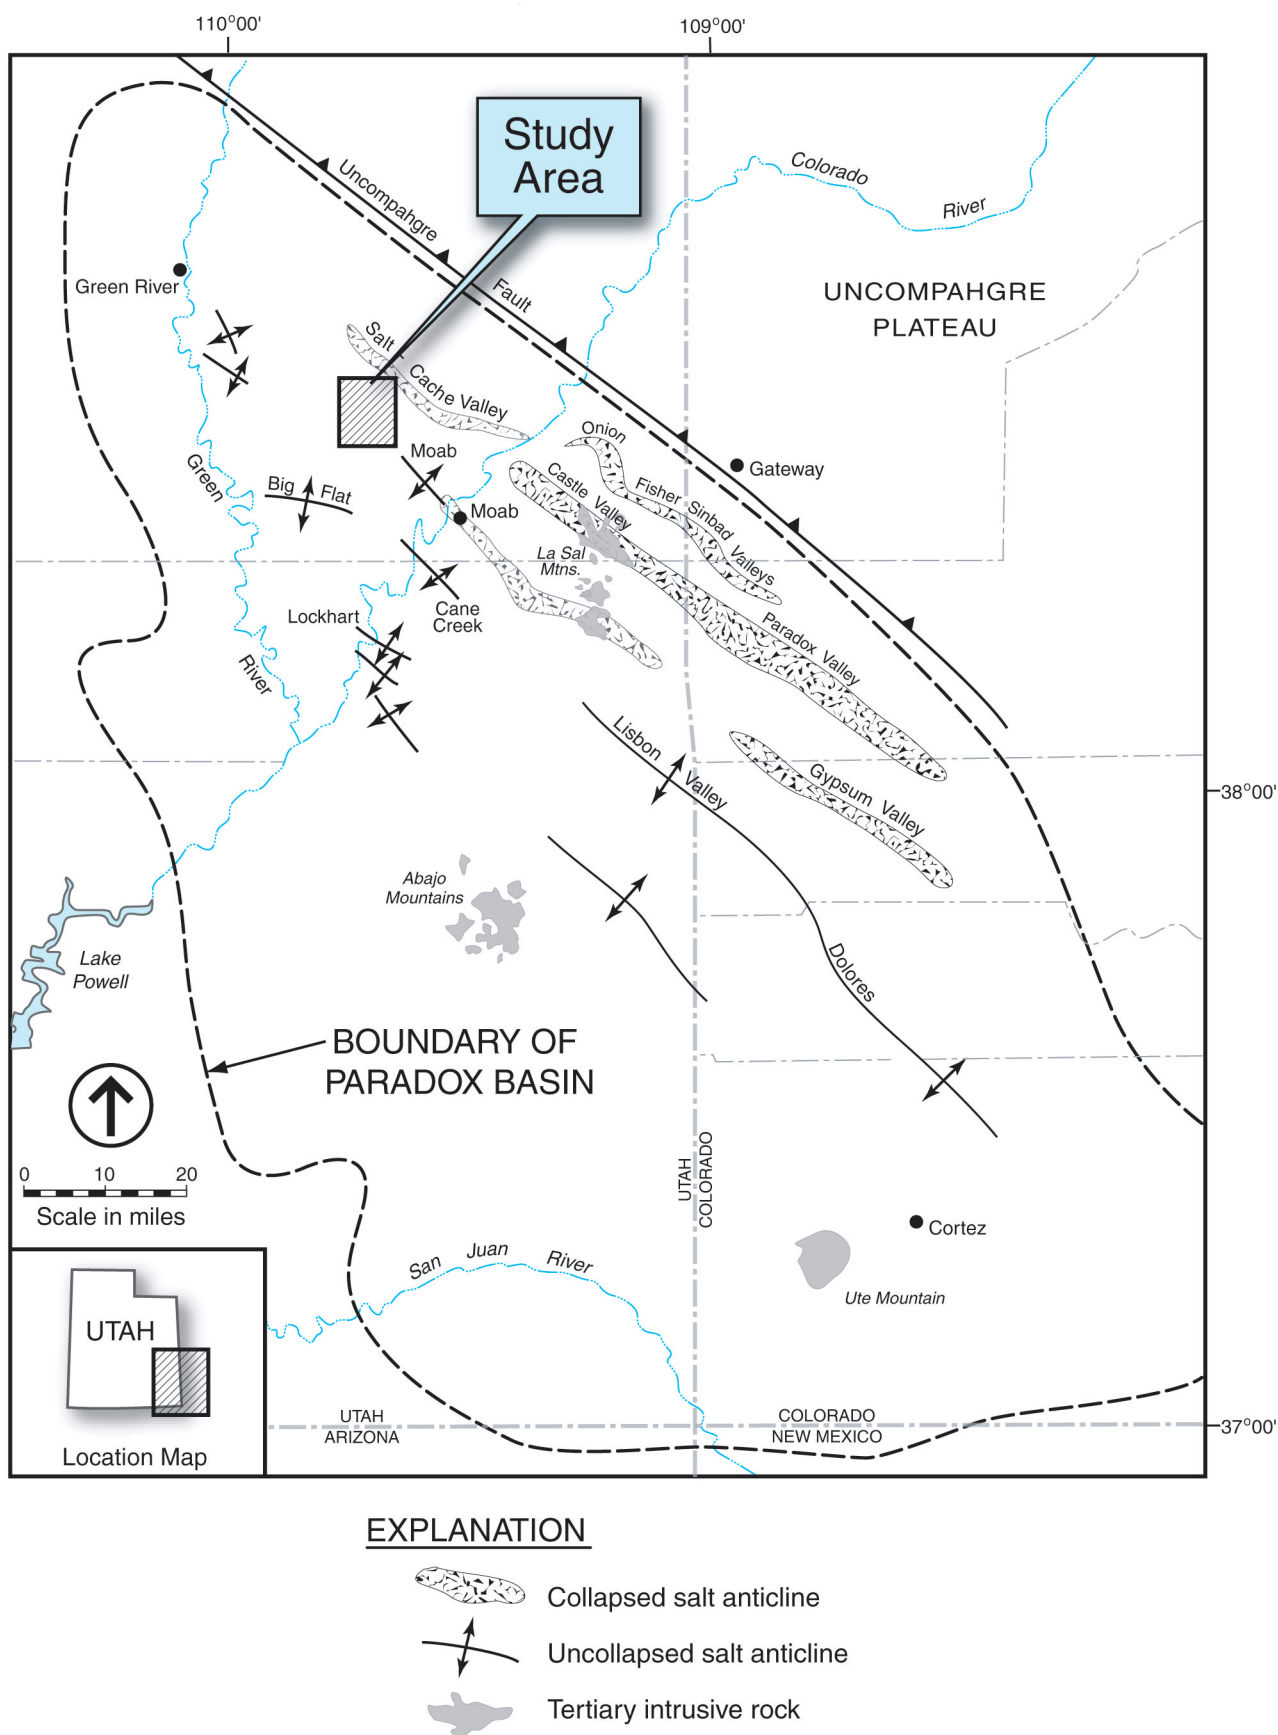 110°00'
109°00'
Study
Area
Uncompahgre
Fault
Colorado
River
UNCOMPAHGRE
PLATEAU
Green River
Salt
Cache Valley
Onion
Fisher Sinbad Valleys
Gateway
Moab
Castle Valley
Green
River
Big Flat
Moab
La Sal
Mtns.
Cane
Creek
Lockhart
Paradox Valley
Lisbon
Valley
Gypsum Valley
38°00'
Abajo
Mountains
Lake
Powell
Dolores
BOUNDARY OF
PARADOX BASIN
0 10 20
Scale in miles
UTAH
COLORADO
Cortez
Ute Mountain
San Juan River
UTAH
Location Map
UTAH
ARIZONA
COLORADO
NEW MEXICO
37°00'
EXPLANATION
Collapsed salt anticline
Uncollapsed salt anticline
Tertiary intrusive rock